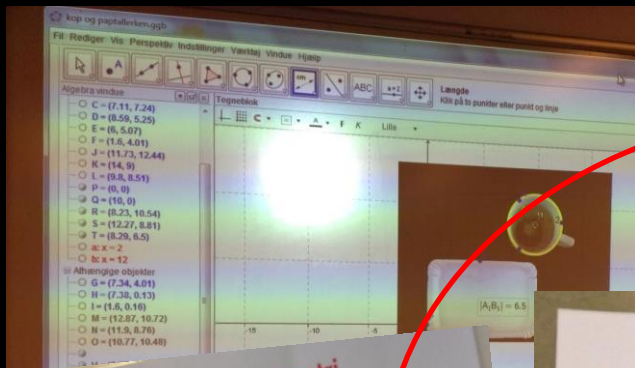 kop og paptallerken.ggb
Fil Rediger Vis Perspektiv Indstillinger Værktøj Vindue Hjælp
ABC
a=2
Længde
Klik på to punkter eller punkt og linje
Algebra vindue
Tegneblok
F K Lille
C = (7.11, 7.24)
D = (8.59, 5.25)
E = (6, 5.07)
F = (1.6, 4.01)
J = (11.73, 12.44)
K = (14, 9)
L = (9.8, 8.51)
P = (0, 0)
Q = (10, 0)
R = (8.23, 10.54)
S = (12.27, 8.81)
T = (8.29, 6.5)
a: x = 2
b: x = 12
Afhængige objekter
G = (7.34, 4.01)
H = (7.38, 0.13)
I = (1.6, 0.16)
M = (12.87, 10.72)
N = (11.9, 8.76)
O = (10.77, 10.48)
|A₁B₁| = 6.5
-15 -10 -5